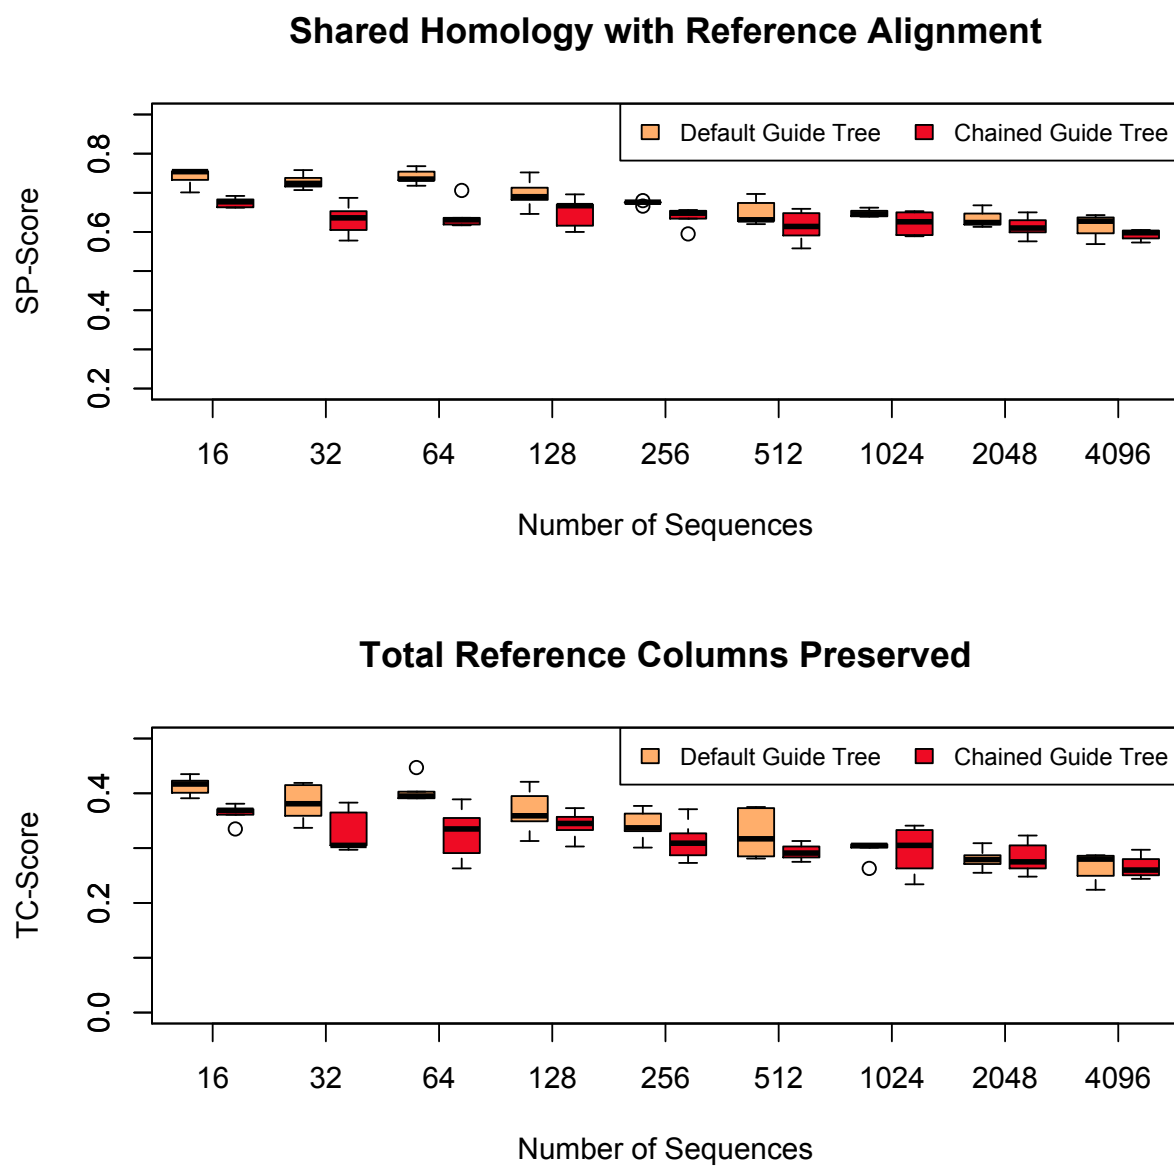 Shared Homology with Reference Alignment
Default Guide Tree Chained Guide Tree
SP-Score
0.8
0.6
0.4
0.2
16 32 64 128 256 512 1024 2048 4096
Number of Sequences
Total Reference Columns Preserved
Default Guide Tree Chained Guide Tree
TC-Score
0.4
0.2
0.0
16 32 64 128 256 512 1024 2048 4096
Number of Sequences